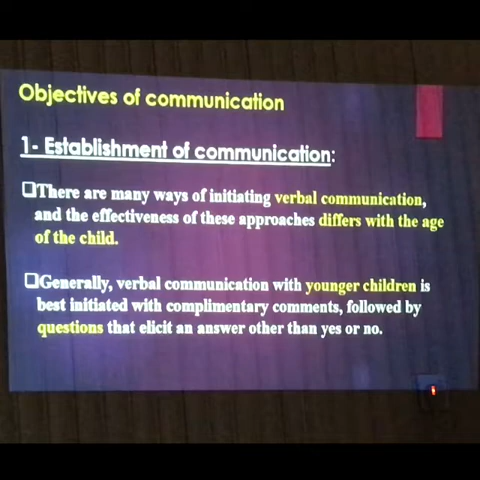 Objectives of communication
1- Establishment of communication:
❑There are many ways of initiating verbal communication,
and the effectiveness of these approaches differs with the age
of the child.
❑Generally, verbal communication with younger children is
best initiated with complimentary comments, followed by
questions that elicit an answer other than yes or no.